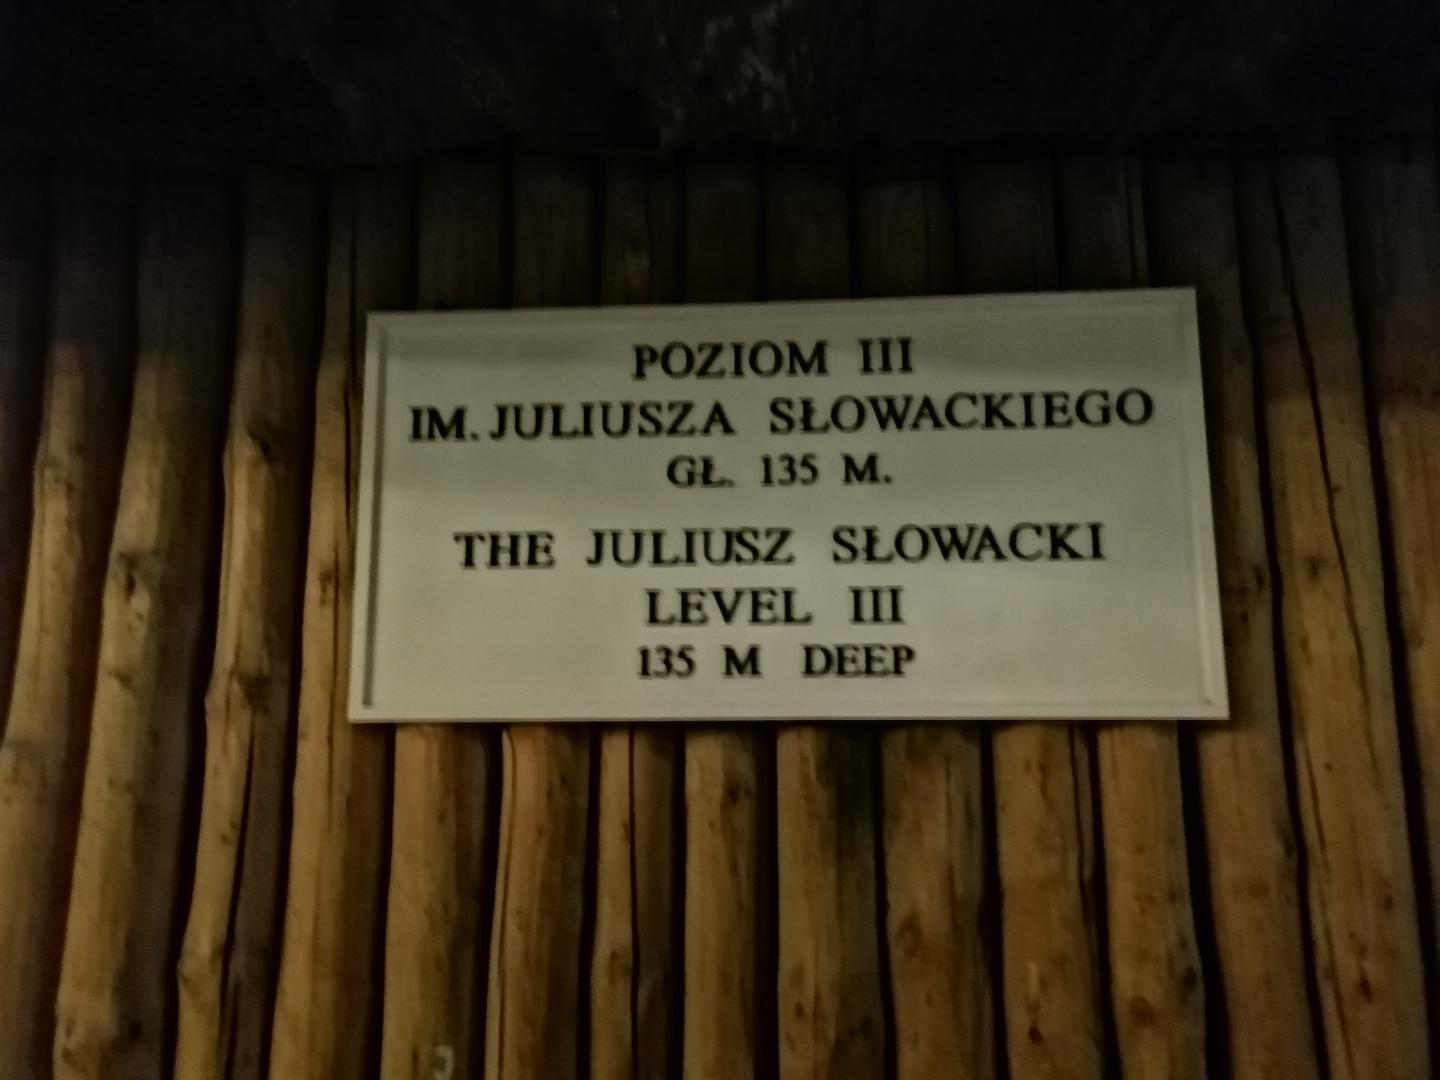 POZIOM III
IM. JULIUSZA SŁOWACKIEGO
GŁ. 135 M.
THE JULIUSZ SŁOWACKI
LEVEL III
135 M DEEP